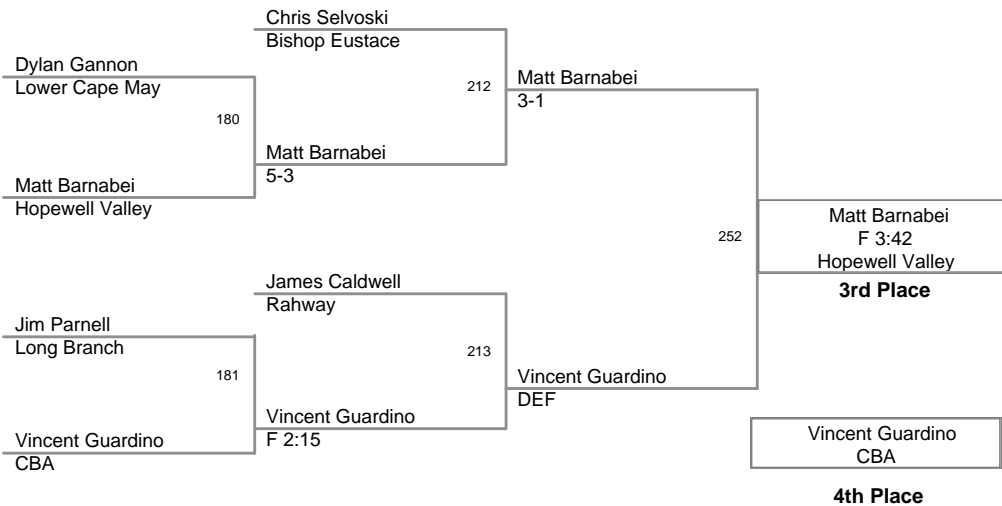 Chris Selvoski
Bishop Eustace
Dylan Gannon
Lower Cape May
212
Matt Barnabei
3-1
180
Matt Barnabei
5-3
Matt Barnabei
Hopewell Valley
252
Matt Barnabei
F 3:42
Hopewell Valley
3rd Place
James Caldwell
Rahway
Jim Parnell
Long Branch
213
181
Vincent Guardino
DEF
Vincent Guardino
F 2:15
Vincent Guardino
CBA
Vincent Guardino
CBA
4th Place